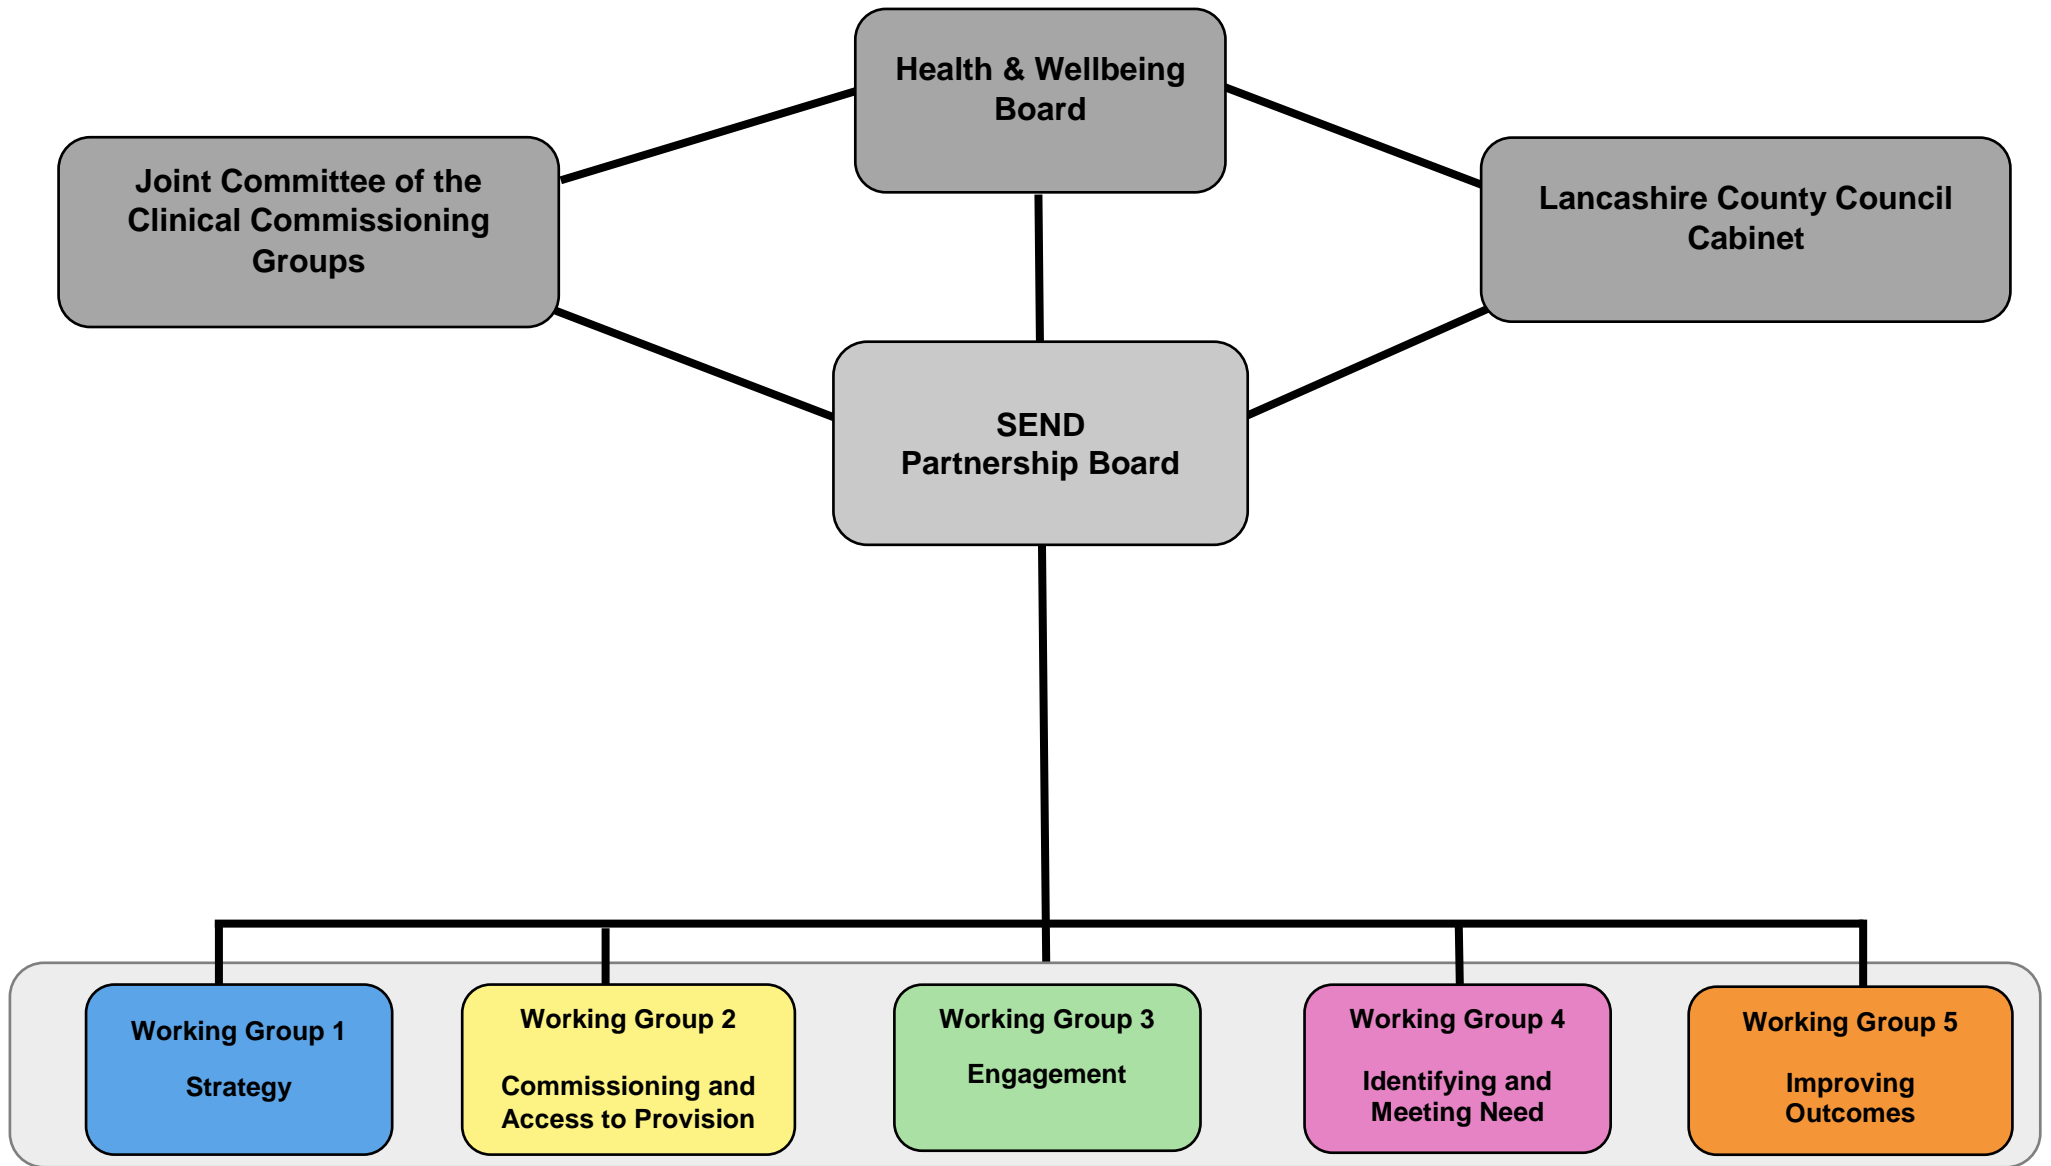 Health & Wellbeing
Board
Joint Committee of the
Clinical Commissioning
Groups
Lancashire County Council
Cabinet
SEND
Partnership Board
Working Group 1
Strategy
Working Group 2
Commissioning and
Access to Provision
Working Group 3
Engagement
Working Group 4
Identifying and
Meeting Need
Working Group 5
Improving
Outcomes